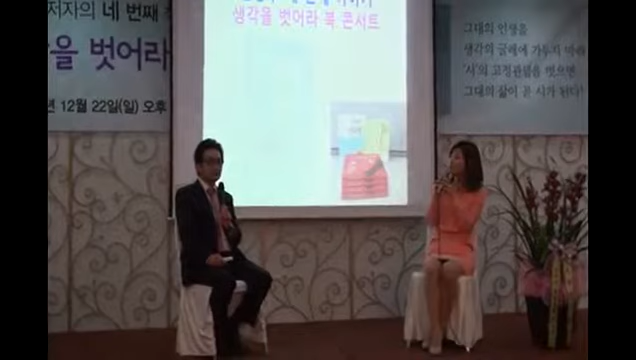 저자의 네 번째
을 벗어라
년 12월 22일(일) 오후
생각을 벗어라 북 콘서트
그대의 인생을
생각의 굴레에 가두지 마라
'시'의 고정관념을 벗으면
그대의 삶이 곧 시가 된다!